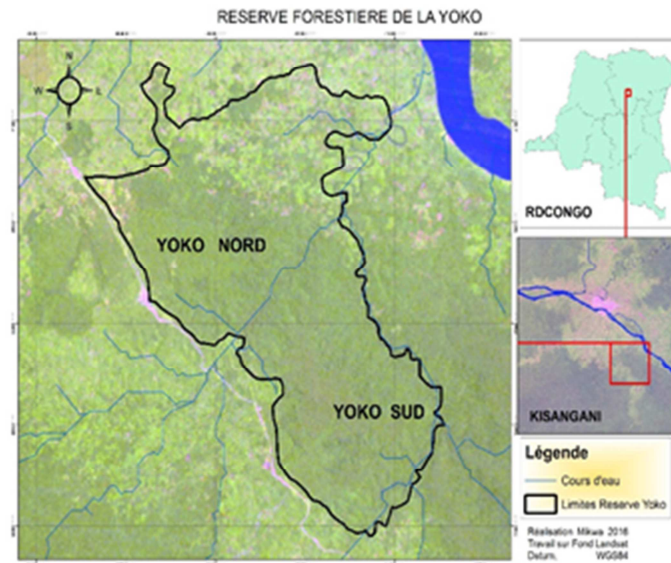 RESERVE FORESTIERE DE LA YOKO
N
W
S
YOKO NORD
YOKO SUD
RDCONGO
KISANGANI
Légende
Cours d'eau
Limites Reserve Yoko
Réalisation Mikwa 2016
Travail sur Fond Landsat
Datum. WGS84